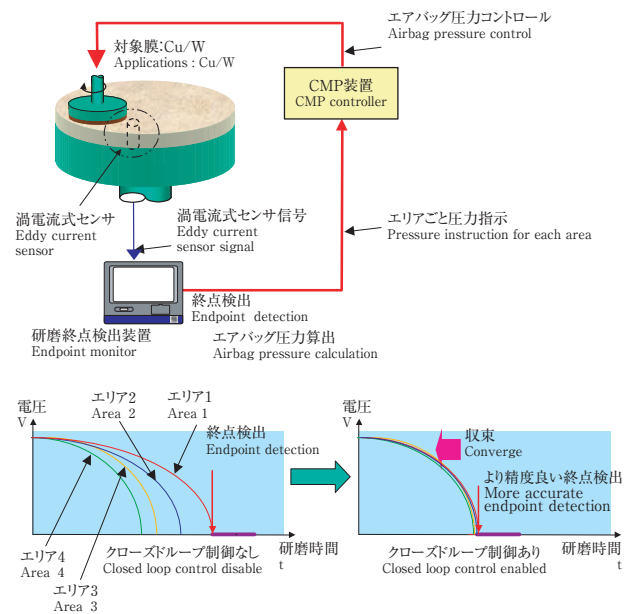 エアバッグ圧力コントロール
Airbag pressure control
対象膜:Cu/W
Applications : Cu/W
CMP装置
CMP controller
渦電流式センサ
Eddy current
sensor
渦電流式センサ信号
Eddy current
sensor signal
エリアごと圧力指示
Pressure instruction for each area
終点検出
Endpoint detection
研磨終点検出装置
Endpoint monitor
エアバッグ圧力算出
Airbag pressure calculation
電圧
V
エリア2
Area 2
エリア1
Area 1
終点検出
Endpoint detection
エリア4
Area 4
エリア3
Area 3
クローズドループ制御なし
Closed loop control disable
研磨時間
t
電圧
V
収束
Converge
より精度良い終点検出
More accurate
endpoint detection
クローズドループ制御あり
Closed loop control enabled
研磨時間
t